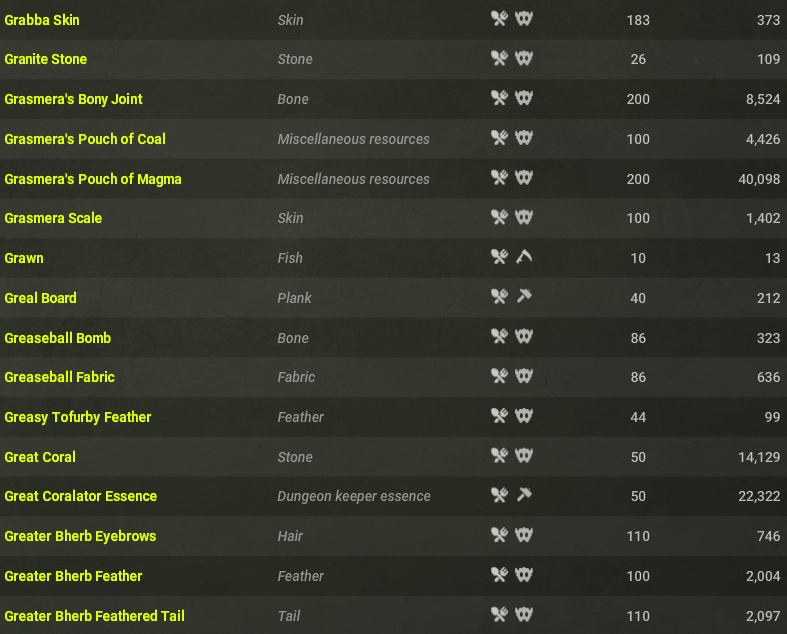 Grabba Skin Skin 183 373
Granite Stone Stone 26 109
Grasmera's Bony Joint Bone 200 8,524
Grasmera's Pouch of Coal Miscellaneous resources 100 4,426
Grasmera's Pouch of Magma Miscellaneous resources 200 40,098
Grasmera Scale Skin 100 1,402
Grawn Fish 10 13
Greal Board Plank 40 212
Greaseball Bomb Bone 86 323
Greaseball Fabric Fabric 86 636
Greasy Tofurby Feather Feather 44 99
Great Coral Stone 50 14,129
Great Coralator Essence Dungeon keeper essence 50 22,322
Greater Bherb Eyebrows Hair 110 746
Greater Bherb Feather Feather 100 2,004
Greater Bherb Feathered Tail Tail 110 2,097